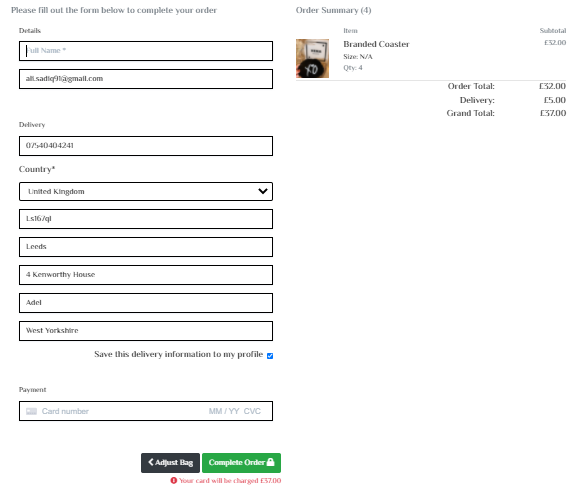 Please fill out the form below to complete your order
Details
Full Name *
ali.sadiq91@gmail.com
Delivery
07540404241
Country*
United Kingdom
Ls167ql
Leeds
4 Kenworthy House
Adel
West Yorkshire
Save this delivery information to my profile
Payment
Card number MM / YY CVC
Adjust Bag Complete Order
Your card will be charged £37.00
Order Summary (4)
Item Subtotal
Branded Coaster £32.00
Size: N/A
Qty: 4
Order Total: £32.00
Delivery: £5.00
Grand Total: £37.00